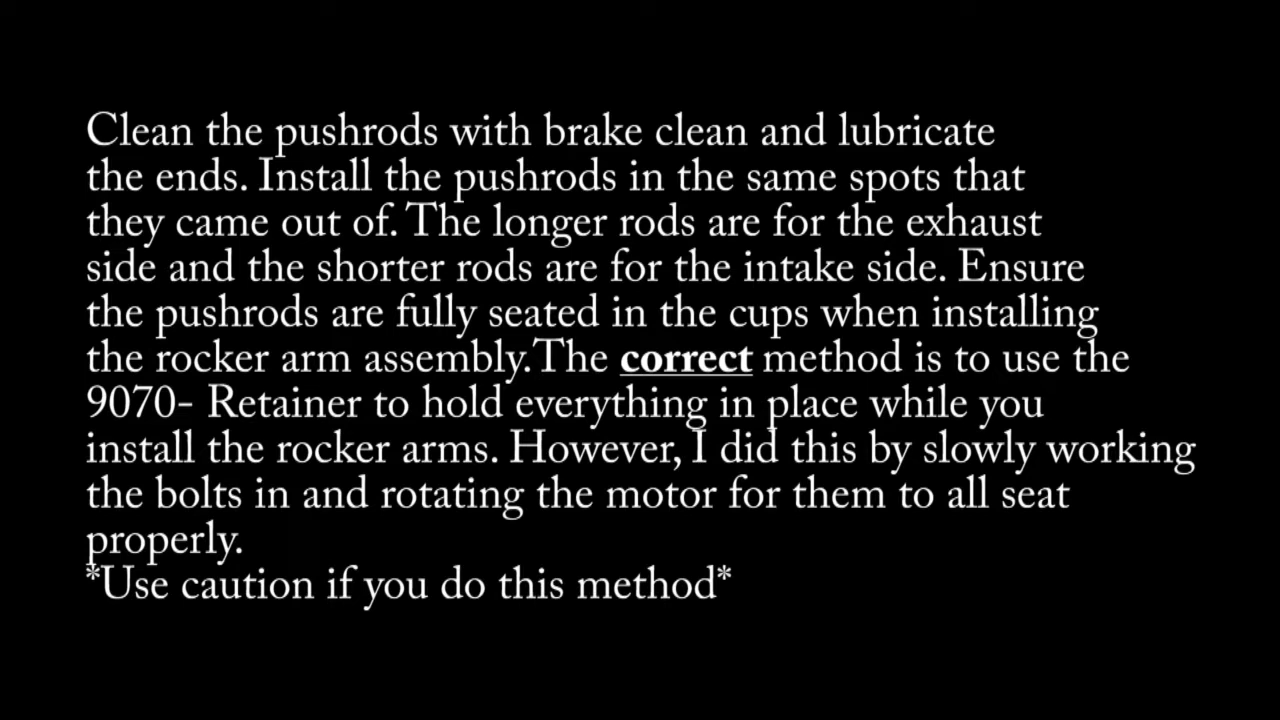 Clean the pushrods with brake clean and lubricate
the ends. Install the pushrods in the same spots that
they came out of. The longer rods are for the exhaust
side and the shorter rods are for the intake side. Ensure
the pushrods are fully seated in the cups when installing
the rocker arm assembly.The correct method is to use the
9070- Retainer to hold everything in place while you
install the rocker arms. However, I did this by slowly working
the bolts in and rotating the motor for them to all seat
properly.
*Use caution if you do this method*